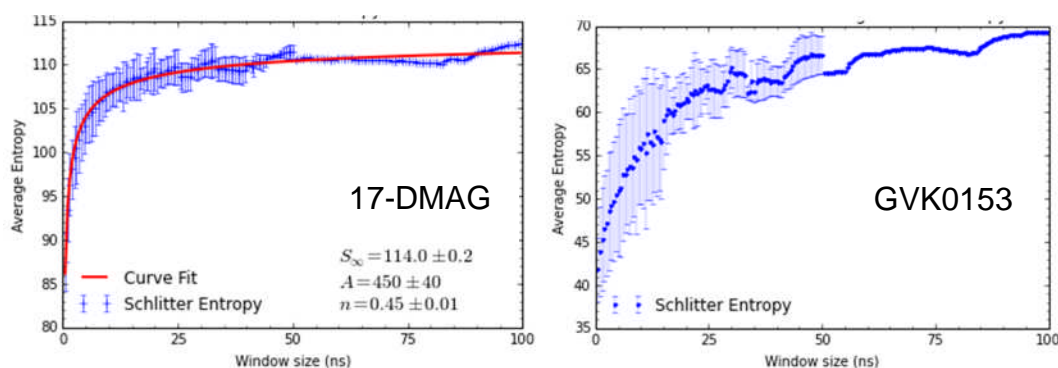 115
110
105
100
95
90
85
80
Average Entropy
17-DMAG
S∞ = 114.0 ± 0.2
A = 450 ± 40
n = 0.45 ± 0.01
Curve Fit
Schlitter Entropy
0 25 50 75 100
Window size (ns)
70
65
60
55
50
45
40
35
Average Entropy
GVK0153
Schlitter Entropy
0 25 50 75 100
Window size (ns)